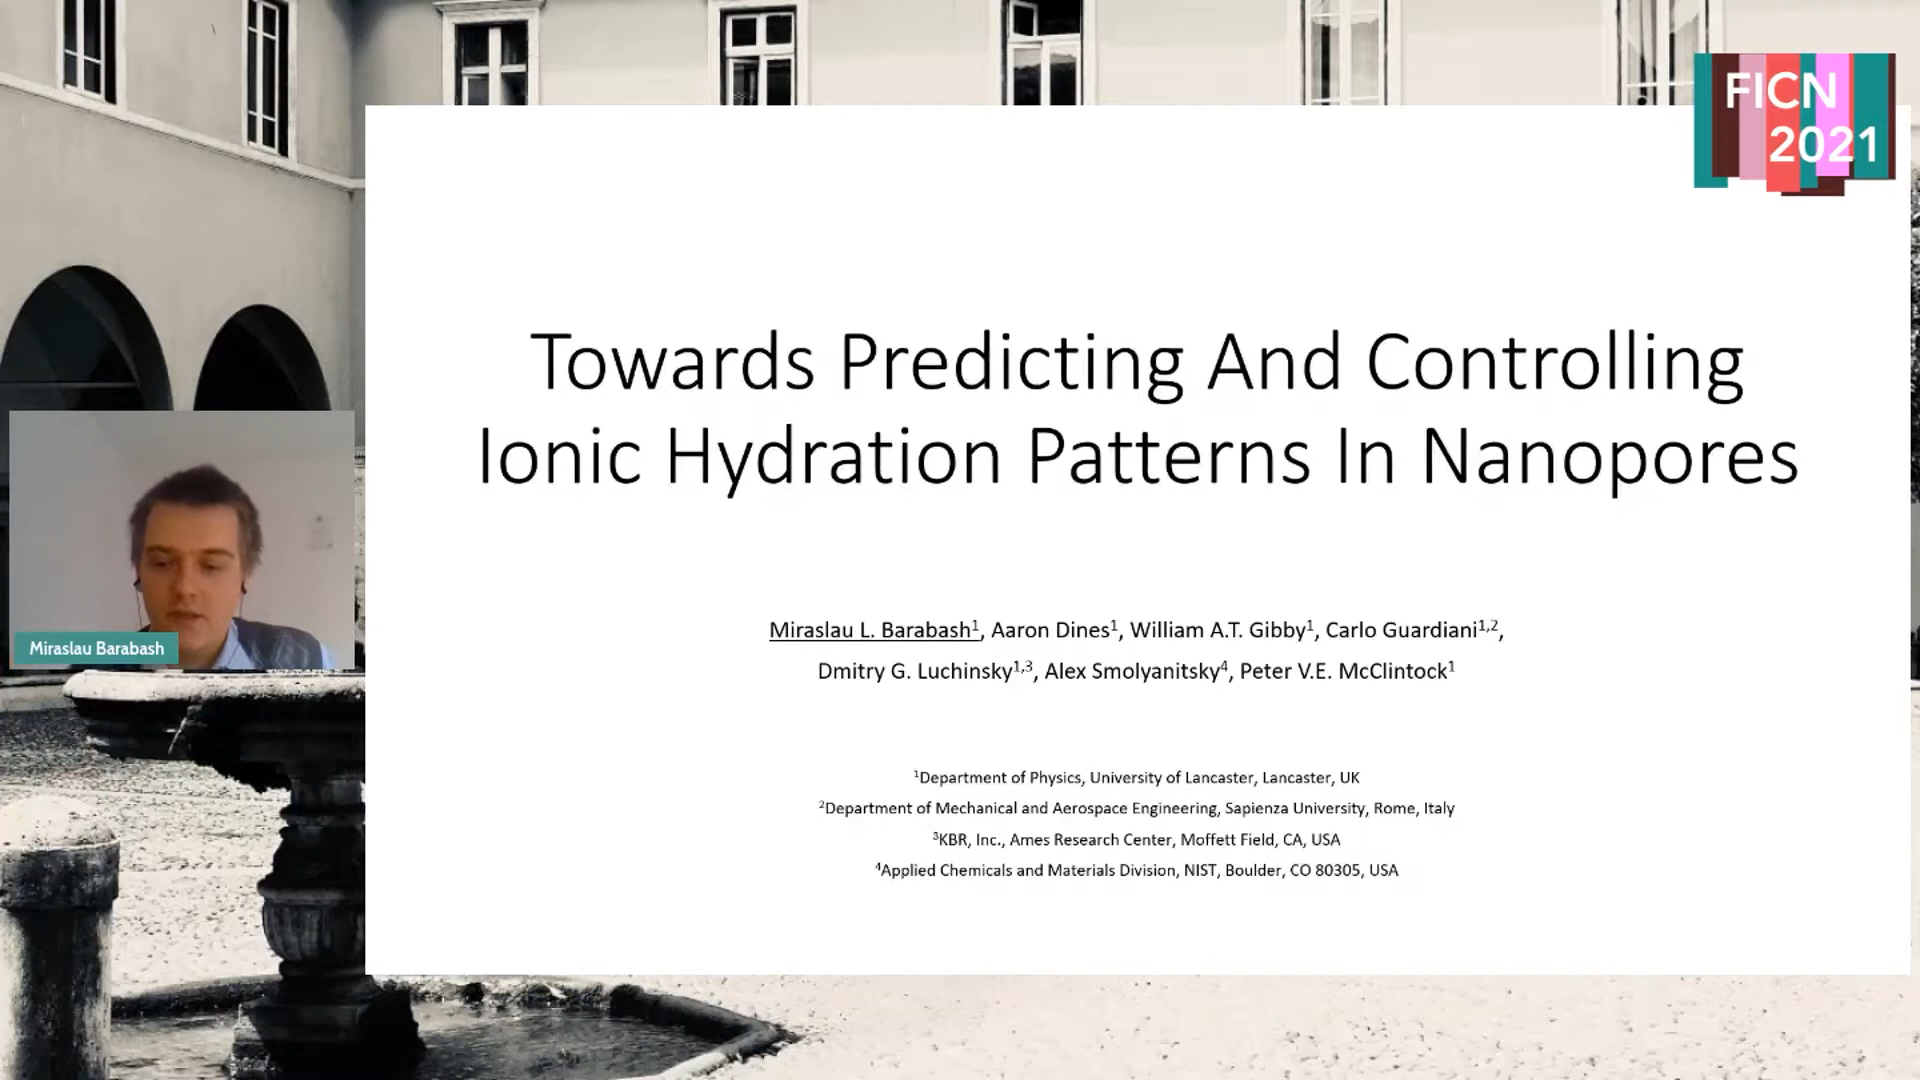 FICN
2021
Towards Predicting And Controlling
Ionic Hydration Patterns In Nanopores
Miraslau L. Barabash¹, Aaron Dines¹, William A.T. Gibby¹, Carlo Guardiani¹,²,
Dmitry G. Luchinsky¹,³, Alex Smolyanitsky⁴, Peter V.E. McClintock¹
Miraslau Barabash
¹Department of Physics, University of Lancaster, Lancaster, UK
²Department of Mechanical and Aerospace Engineering, Sapienza University, Rome, Italy
³KBR, Inc., Ames Research Center, Moffett Field, CA, USA
⁴Applied Chemicals and Materials Division, NIST, Boulder, CO 80305, USA